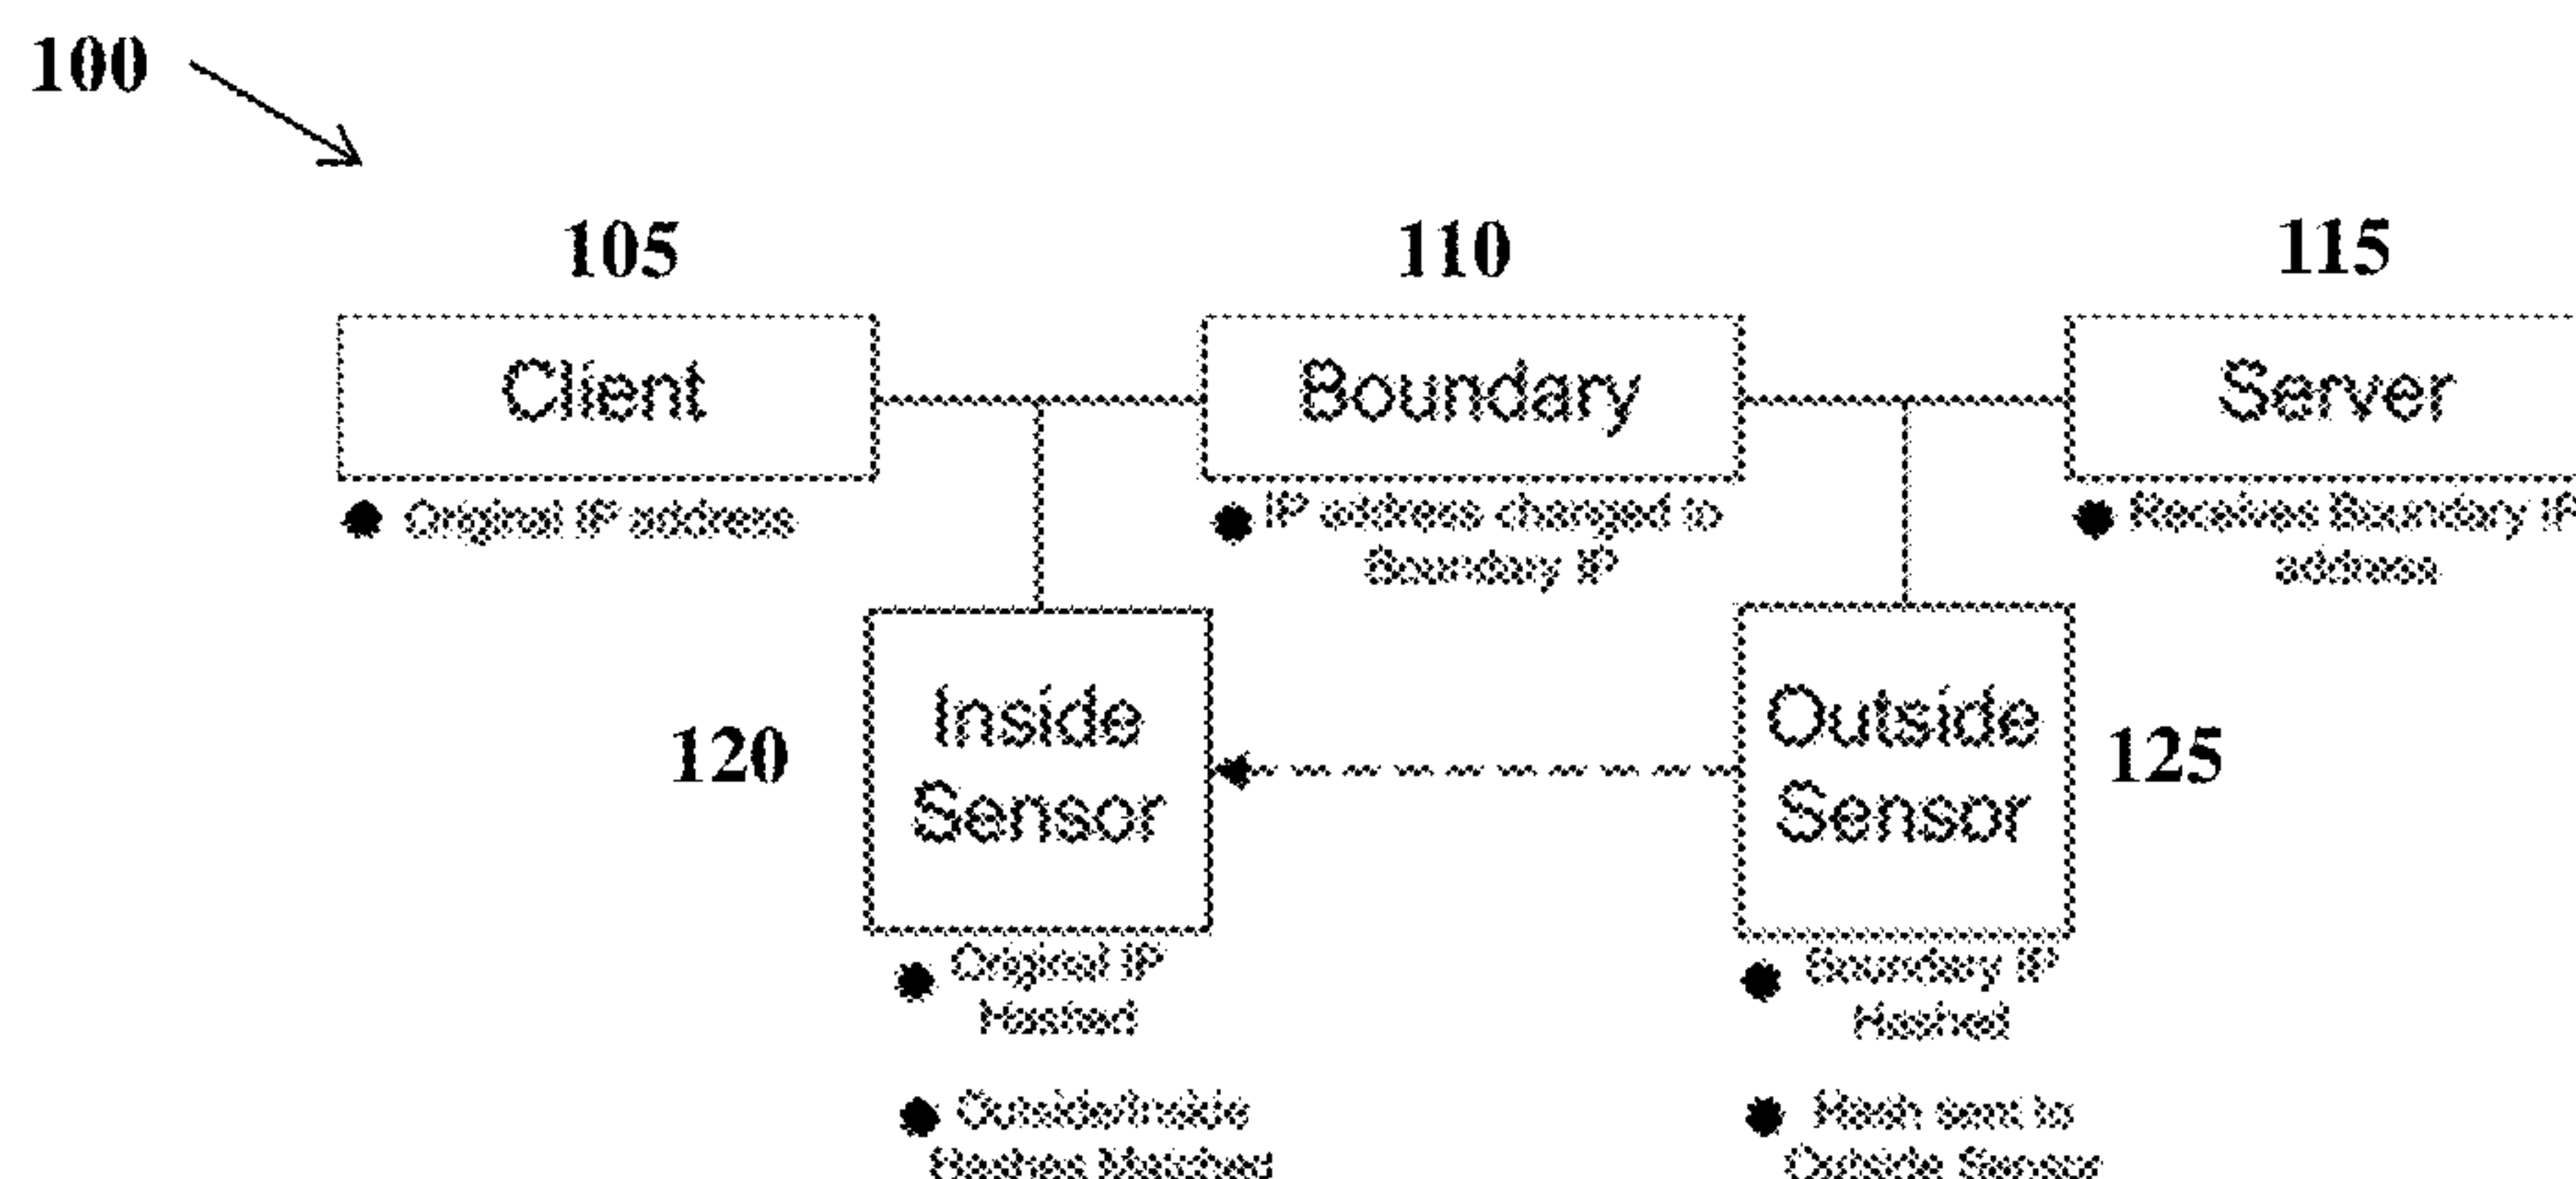 100
105
110
115
Client
Boundary
Server
Original IP address
IP address changed to
Boundary IP
Receives Boundary IP
address
Inside
Sensor
Outside
Sensor
120
125
Original IP
Hashed
Boundary IP
Hashed
Outside/Inside
Hashes Matched
Hash sent to
Outside Sensor